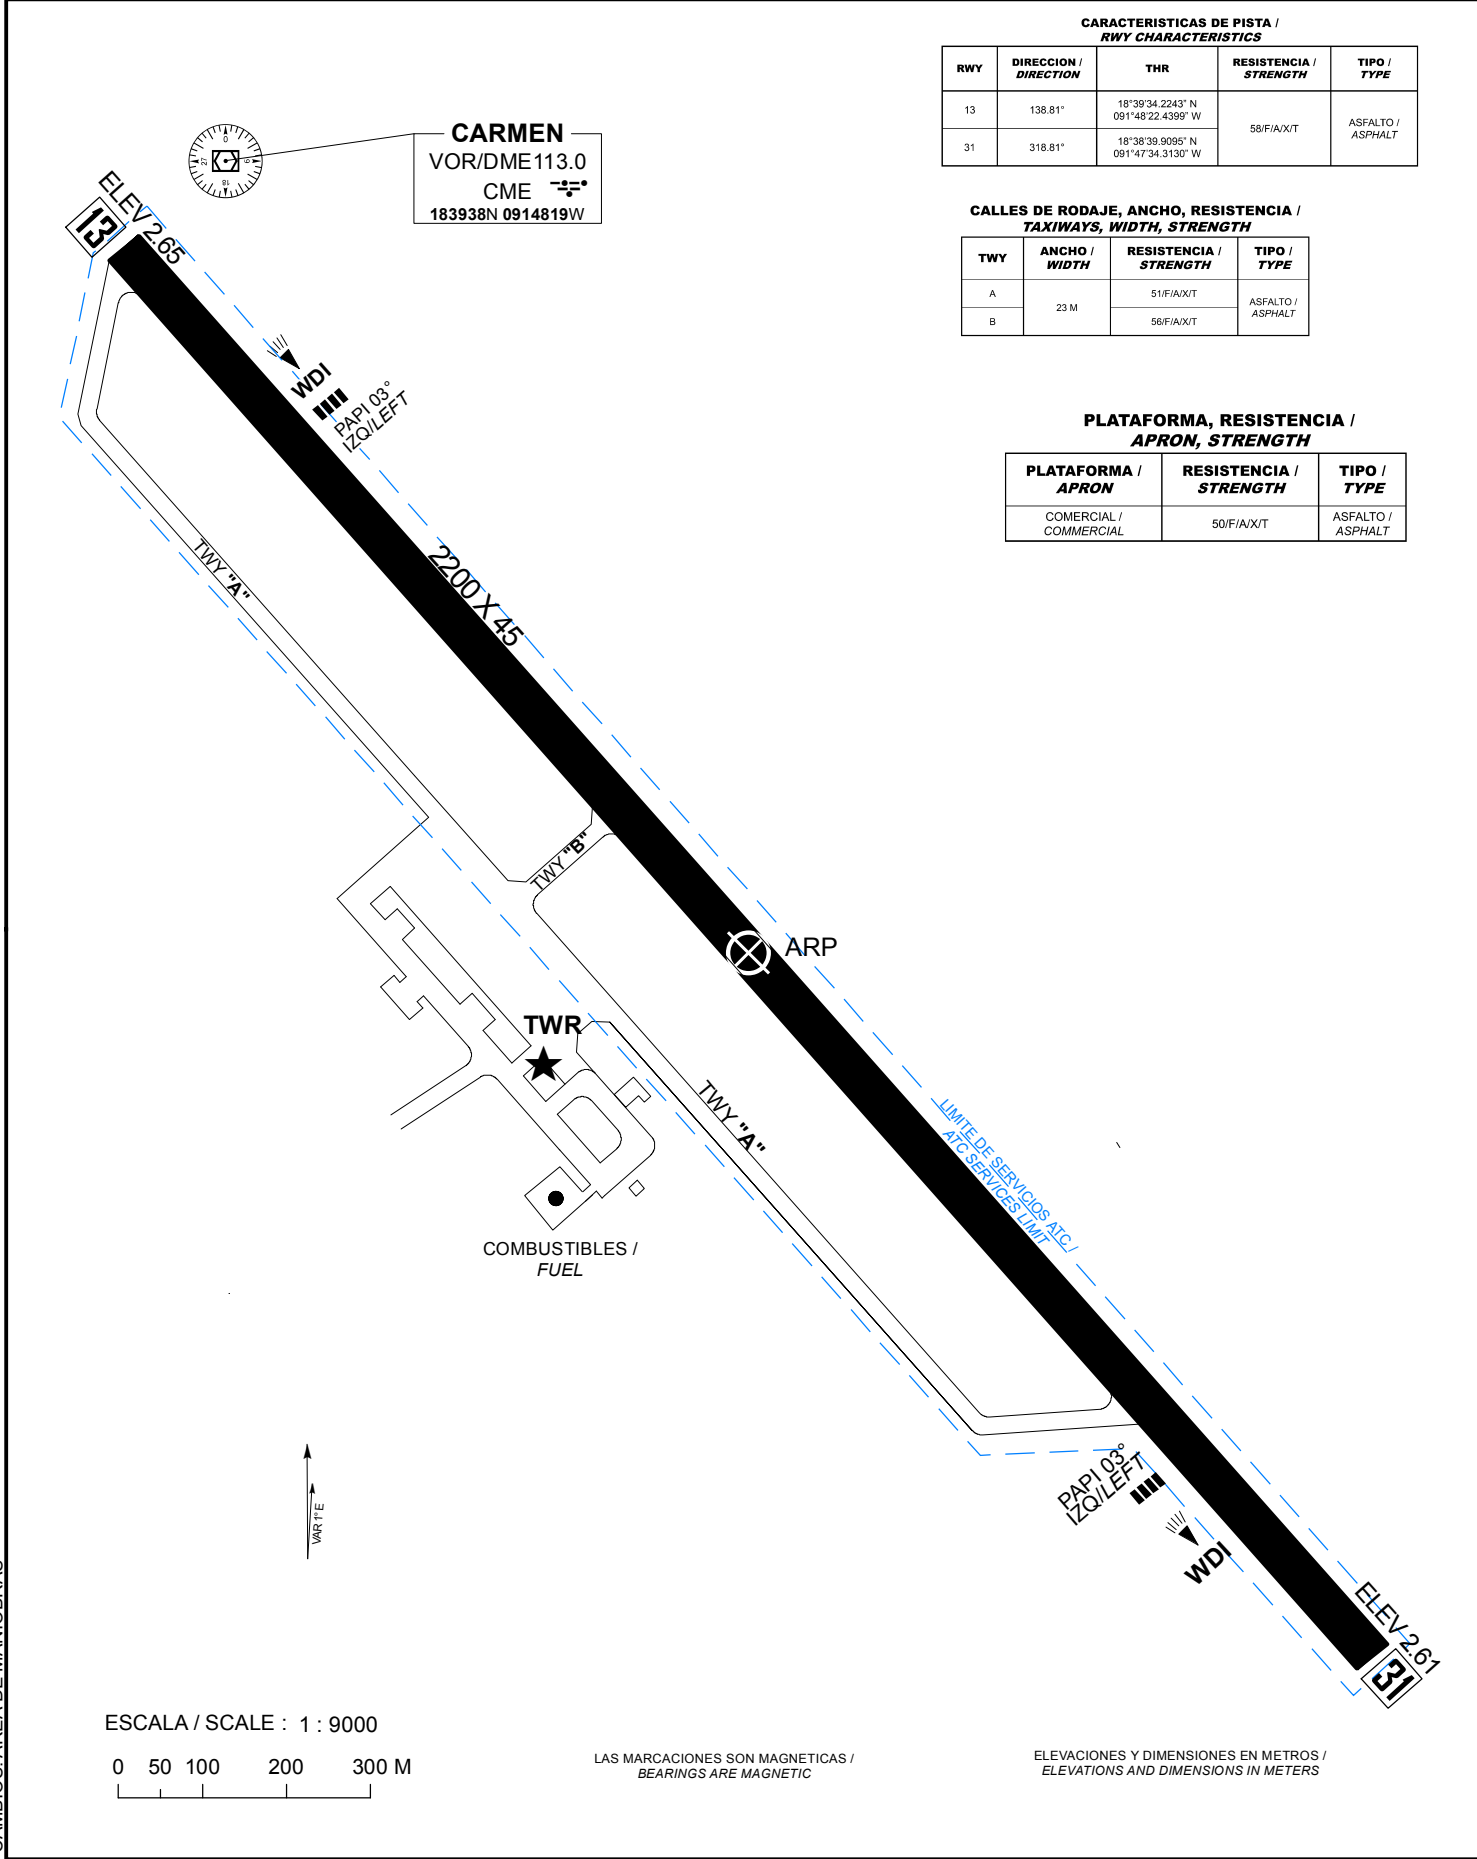 CARACTERISTICAS DE PISTA /
RWY CHARACTERISTICS
RWY
DIRECCION /
DIRECTION
THR
RESISTENCIA /
STRENGTH
TIPO /
TYPE
13
138.81°
18°39'34.2243" N
091°48'22.4399" W
58/F/A/X/T
ASFALTO /
ASPHALT
31
318.81°
18°38'39.9095" N
091°47'34.3130" W
CARMEN
VOR/DME113.0
CME
183938N 0914819W
0
9
18
27
CALLES DE RODAJE, ANCHO, RESISTENCIA /
TAXIWAYS, WIDTH, STRENGTH
TWY
ANCHO /
WIDTH
RESISTENCIA /
STRENGTH
TIPO /
TYPE
A
23 M
51/F/A/X/T
ASFALTO /
ASPHALT
B
56/F/A/X/T
PLATAFORMA, RESISTENCIA /
APRON, STRENGTH
PLATAFORMA /
APRON
RESISTENCIA /
STRENGTH
TIPO /
TYPE
COMERCIAL /
COMMERCIAL
50/F/A/X/T
ASFALTO /
ASPHALT
13
ELEV 2.65
WDI
PAPI 03°
IZQ/LEFT
TWY "A"
2200 X 45
TWY "B"
ARP
TWR
TWY "A"
LIMITE DE SERVICIOS ATC /
ATC SERVICES LIMIT
COMBUSTIBLES /
FUEL
PAPI 03°
IZQ/LEFT
WDI
ELEV 2.61
31
VAR 1° E
ESCALA / SCALE : 1 : 9000
0 50 100 200 300 M
LAS MARCACIONES SON MAGNETICAS /
BEARINGS ARE MAGNETIC
ELEVACIONES Y DIMENSIONES EN METROS /
ELEVATIONS AND DIMENSIONS IN METERS